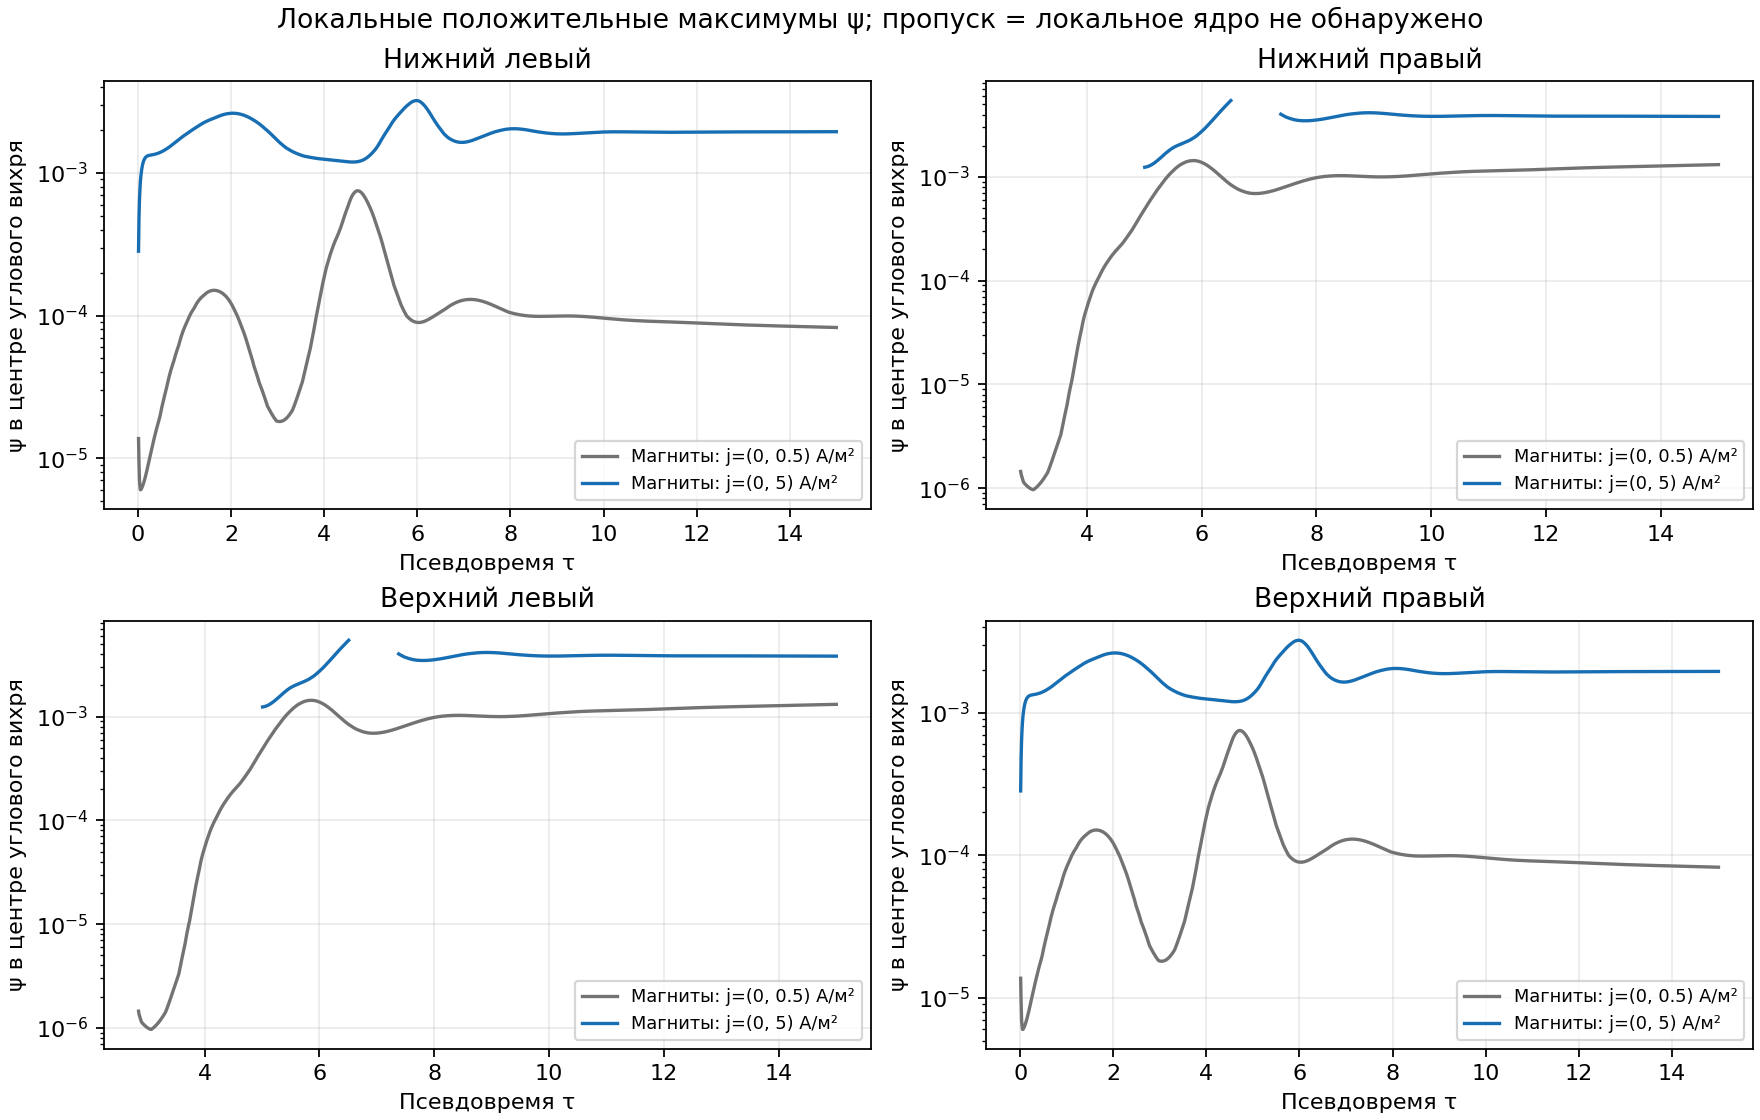 Локальные положительные максимумы ψ; пропуск = локальное ядро не обнаружено
Нижний левый
ψ в центре углового вихря
10⁻³
10⁻⁴
10⁻⁵
0 2 4 6 8 10 12 14
Псевдовремя τ
Магниты: j=(0, 0.5) А/м²
Магниты: j=(0, 5) А/м²
Нижний правый
ψ в центре углового вихря
10⁻³
10⁻⁴
10⁻⁵
10⁻⁶
4 6 8 10 12 14
Псевдовремя τ
Магниты: j=(0, 0.5) А/м²
Магниты: j=(0, 5) А/м²
Верхний левый
ψ в центре углового вихря
10⁻³
10⁻⁴
10⁻⁵
10⁻⁶
4 6 8 10 12 14
Псевдовремя τ
Магниты: j=(0, 0.5) А/м²
Магниты: j=(0, 5) А/м²
Верхний правый
ψ в центре углового вихря
10⁻³
10⁻⁴
10⁻⁵
0 2 4 6 8 10 12 14
Псевдовремя τ
Магниты: j=(0, 0.5) А/м²
Магниты: j=(0, 5) А/м²